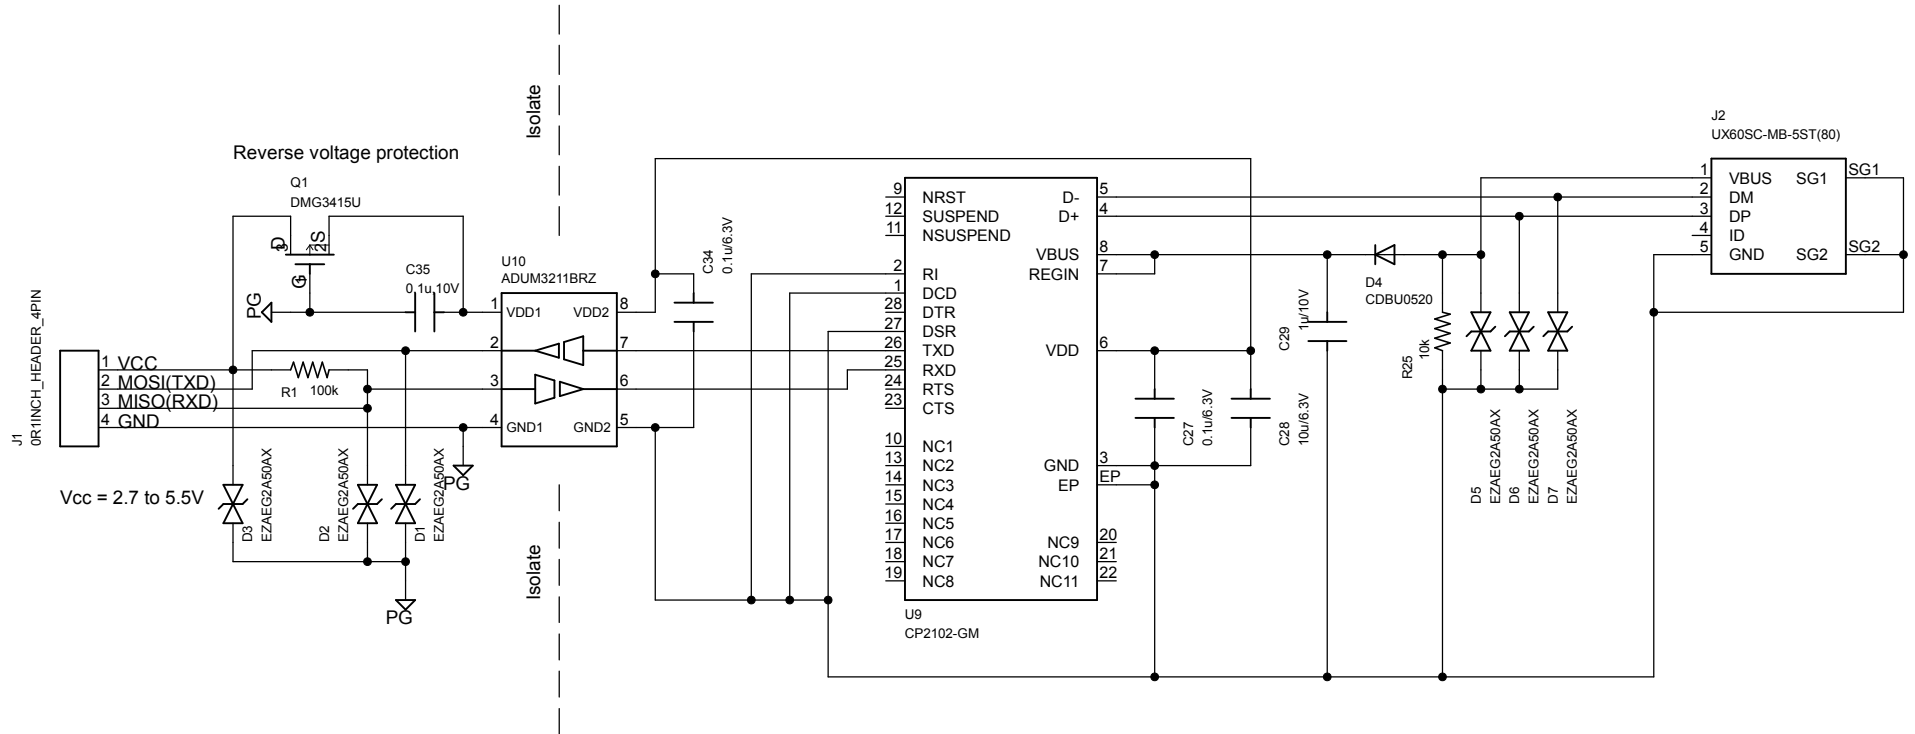 Isolate
Reverse voltage protection
Q1
DMG3415U
D
3
2S
G
1
PG
C35
0.1u,10V
U10
ADUM3211BRZ
1
VDD1
VDD2
8
2
7
3
6
4
GND1
GND2
5
C34
0.1u/6.3V
J1
0R1INCH_HEADER_4PIN
1 VCC
2 MOSI(TXD)
3 MISO(RXD)
4 GND
R1
100k
Vcc = 2.7 to 5.5V
D3
EZAEG2A50AX
D2
EZAEG2A50AX
D1
EZAEG2A50AX
PG
PG
Isolate
9 NRST
12 SUSPEND
11 NSUSPEND
2 RI
1 DCD
28 DTR
27 DSR
26 TXD
25 RXD
24 RTS
23 CTS
10 NC1
13 NC2
14 NC3
15 NC4
16 NC5
17 NC6
18 NC7
19 NC8
D- 5
D+ 4
VBUS 8
REGIN 7
VDD 6
GND 3
EP EP
NC9 20
NC10 21
NC11 22
U9
CP2102-GM
C27
0.1u/6.3V
C28
10u/6.3V
C29
1u/10V
D4
CDBU0520
R25
10k
D5
EZAEG2A50AX
D6
EZAEG2A50AX
D7
EZAEG2A50AX
J2
UX60SC-MB-5ST(80)
1 VBUS
2 DM
3 DP
4 ID
5 GND
SG1 SG1
SG2 SG2